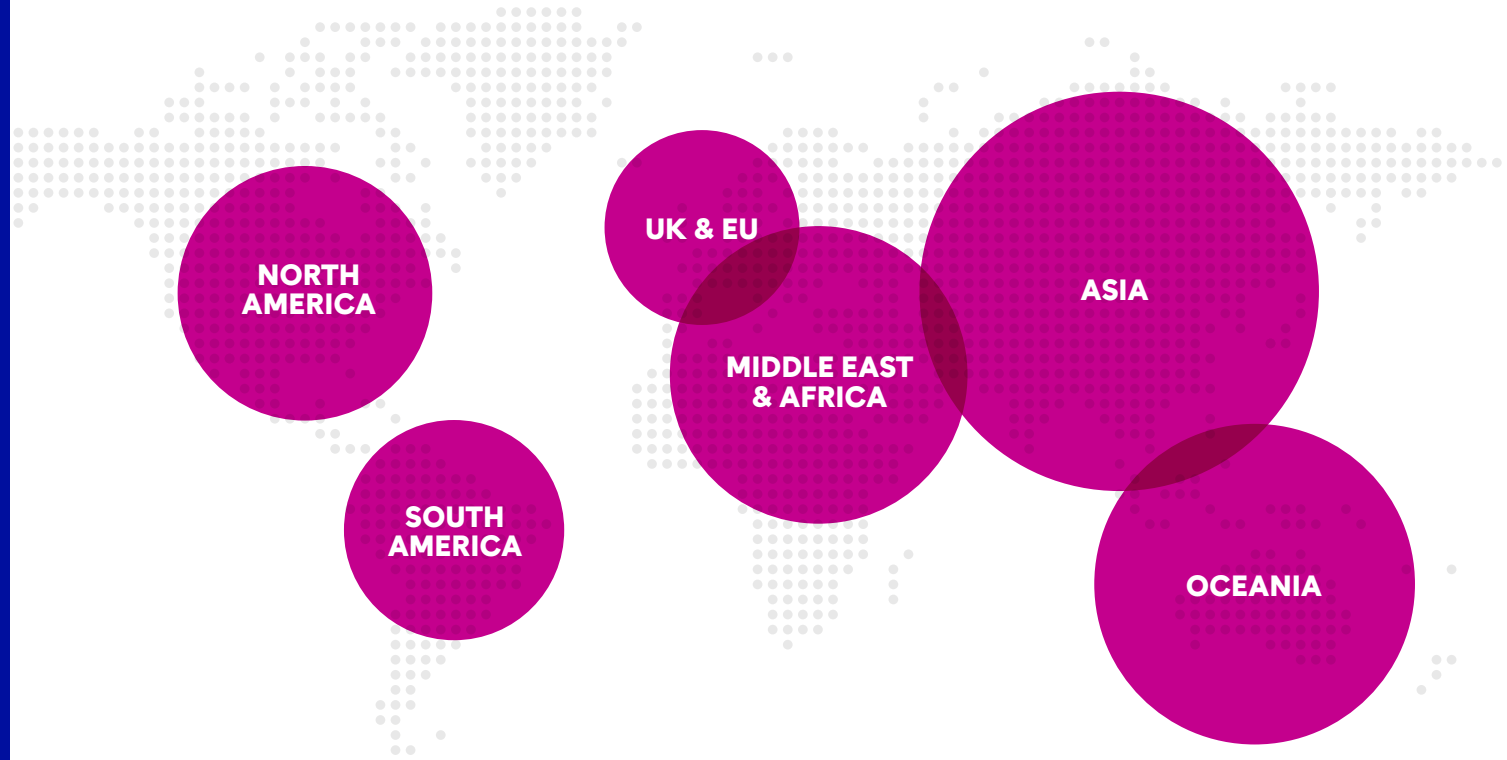 UK & EU
NORTH
AMERICA
ASIA
MIDDLE EAST
& AFRICA
SOUTH
AMERICA
OCEANIA